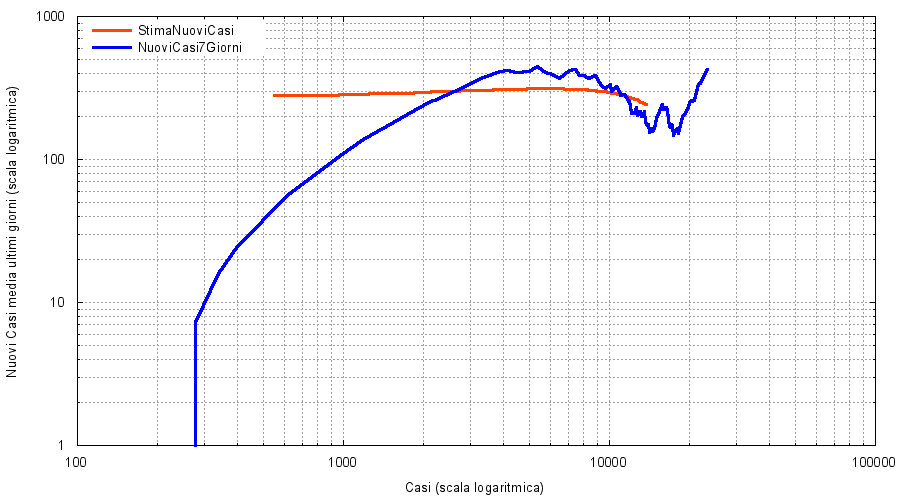 1000
StimaNuoviCasi
NuoviCasi7Giorni
Nuovi Casi media ultimi giorni (scala logaritmica)
100
10
1
100
1000
10000
100000
Casi (scala logaritmica)